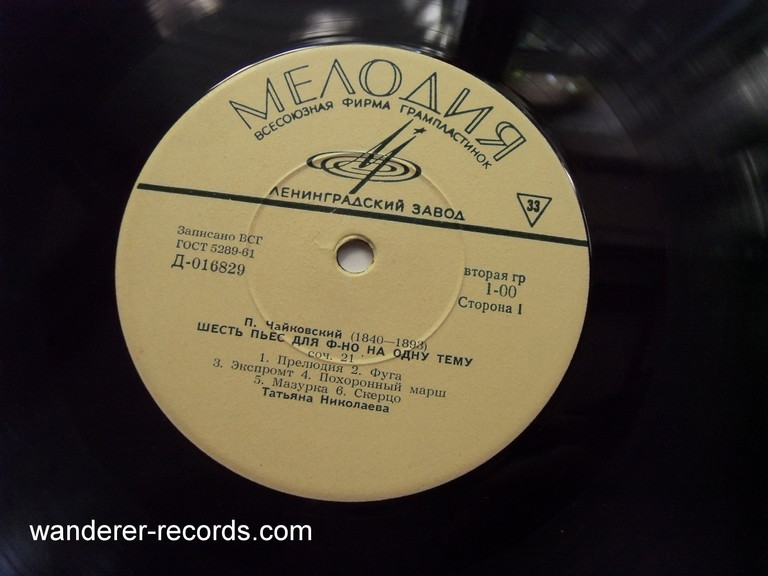 МЕЛОДИЯ
ВСЕСОЮЗНАЯ ФИРМА ГРАМПЛАСТИНОК
ЛЕНИНГРАДСКИЙ ЗАВОД
33
Записано ВСГ
ГОСТ 5289-61
Д-016829
вторая гр
1-00
Сторона 1
П. Чайковский (1840—1893)
ШЕСТЬ ПЬЕС ДЛЯ Ф-НО НА ОДНУ ТЕМУ
соч. 21
1. Прелюдия 2. Фуга
3. Экспромт 4. Похоронный марш
5. Мазурка 6. Скерцо
Татьяна Николаева
wanderer-records.com